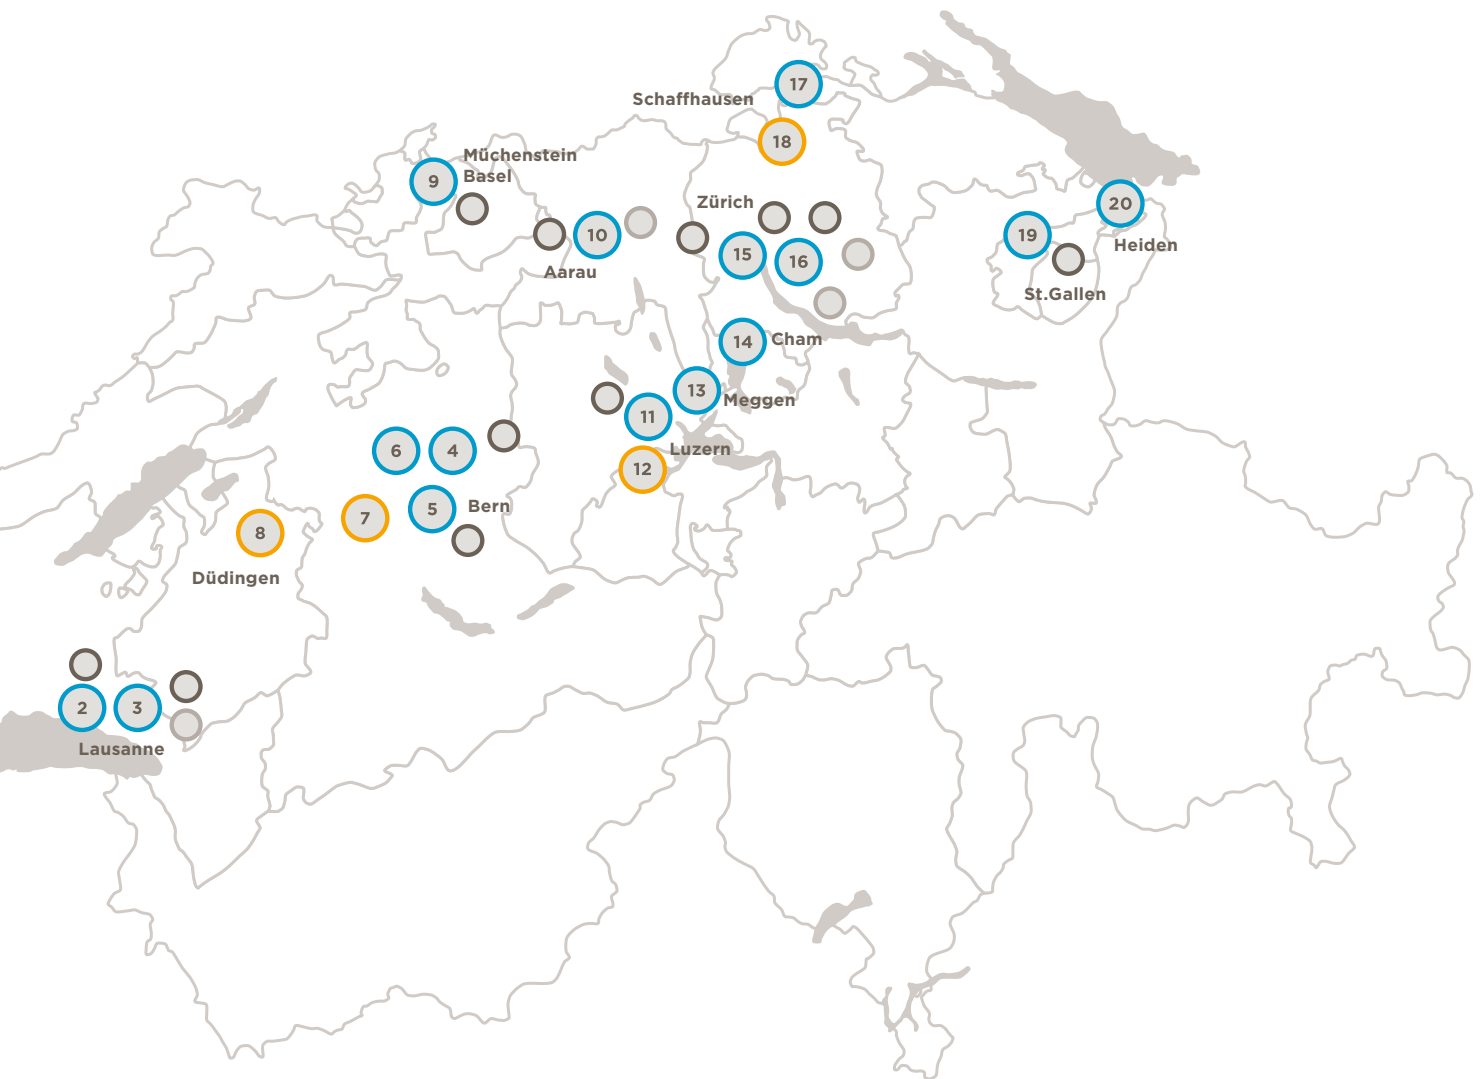 17
Schaffhausen
18
Müchenstein
Basel
9
Zürich
20
10
19
15
16
Heiden
Aarau
St.Gallen
14
Cham
13
Meggen
11
Luzern
6
4
12
5
Bern
7
8
Düdingen
2
3
Lausanne